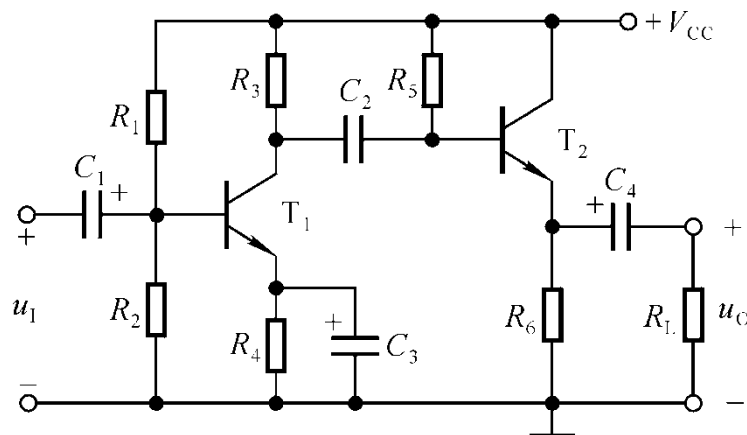 +V_CC
R_3
C_2
R_5
R_1
T_2
C_1
+
T_1
+
C_4
+
+
u_I
R_2
R_4
+
C_3
R_6
R_L
u_O
−
−